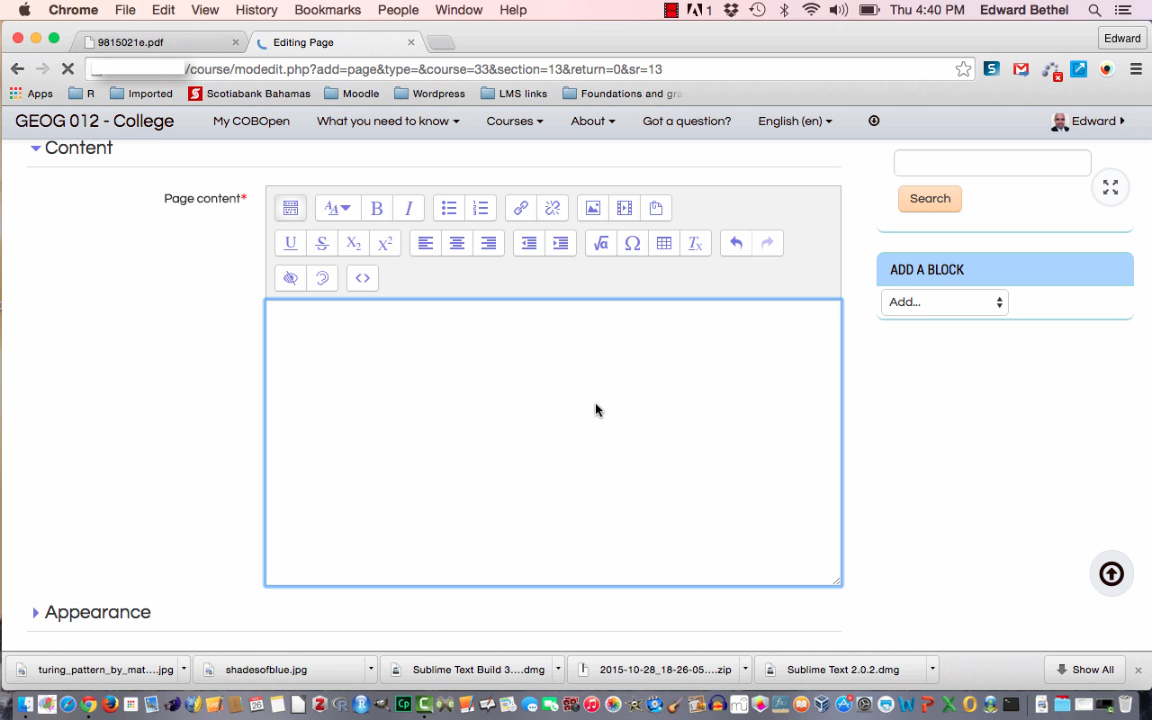 Chrome File Edit View History Bookmarks People Window Help 1 Thu 4:40 PM Edward Bethel
9815021e.pdf Editing Page Edward
/course/modedit.php?add=page&type=&course=33&section=13&return=0&sr=13
Apps R Imported Scotiabank Bahamas Moodle Wordpress LMS links Foundations and gra
GEOG 012 - College My COBOpen What you need to know Courses About Got a question? English (en) Edward
Content
Page content*
Search
ADD A BLOCK
Add...
Appearance
turing_pattern_by_mat....jpg shadesofblue.jpg Sublime Text Build 3....dmg 2015-10-28_18-26-05....zip Sublime Text 2.0.2.dmg Show All